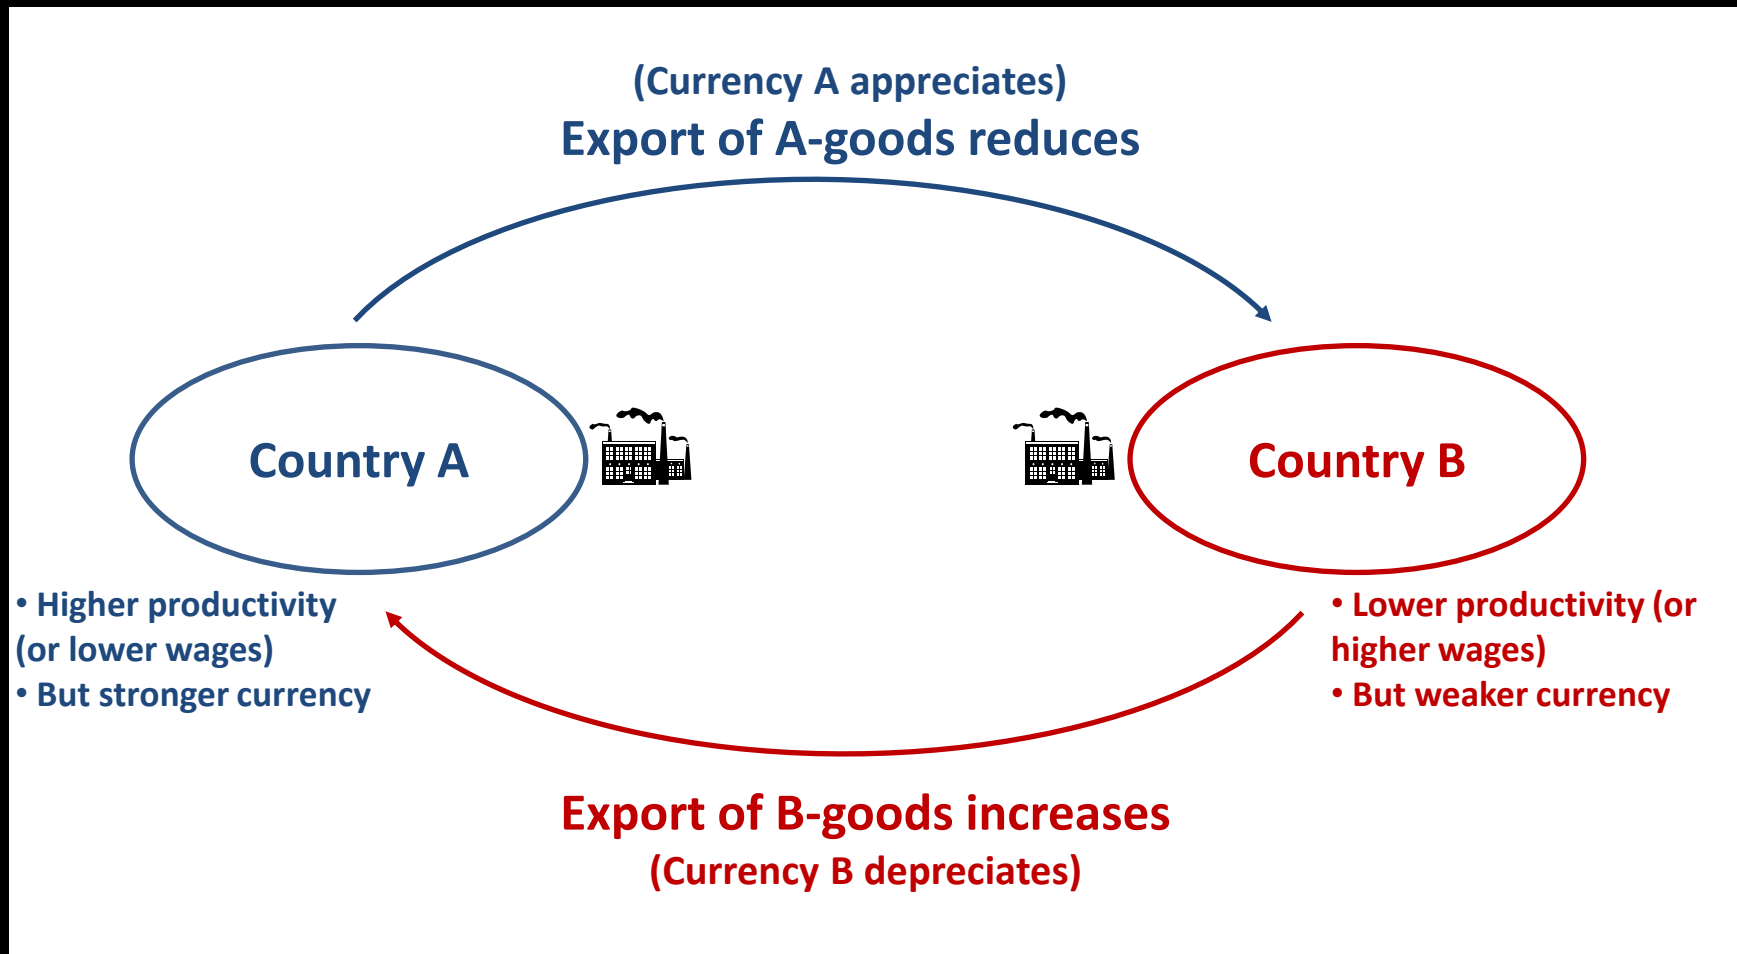 (Currency A appreciates)
Export of A-goods reduces
Country A
Country B
• Higher productivity
(or lower wages)
• But stronger currency
• Lower productivity (or
higher wages)
• But weaker currency
Export of B-goods increases
(Currency B depreciates)